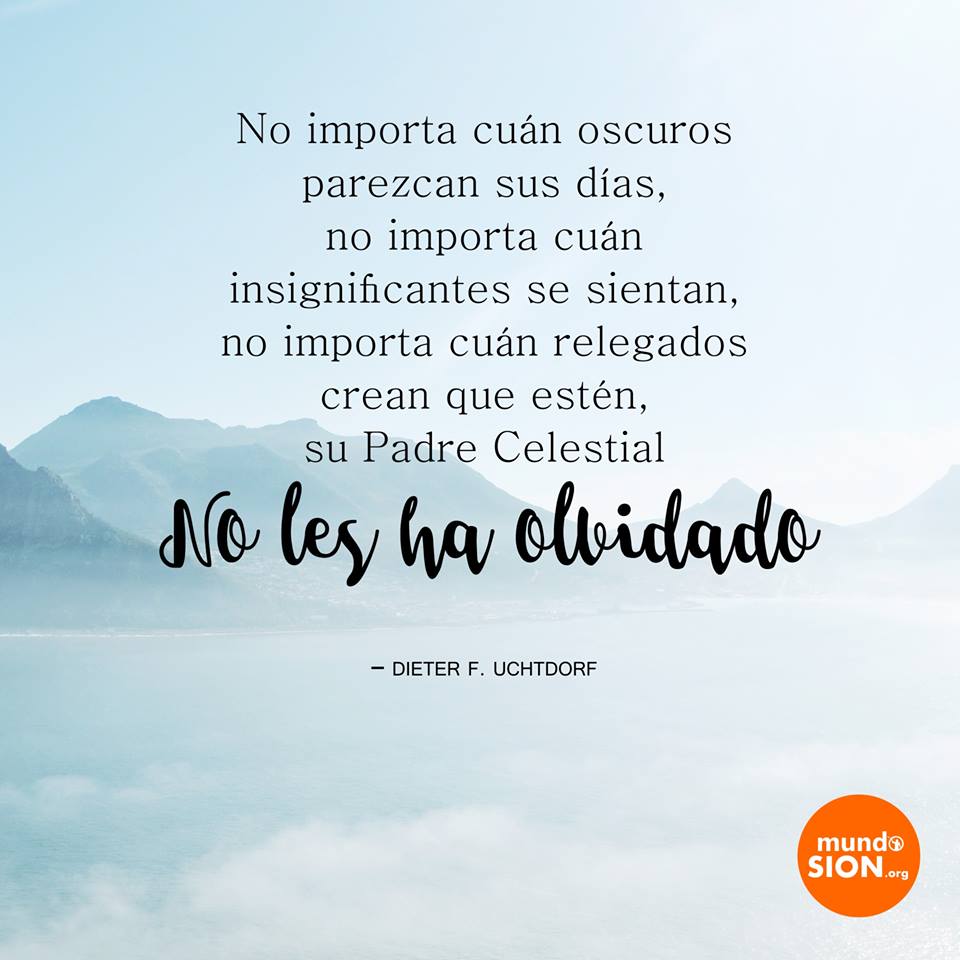 No importa cuán oscuros
parezcan sus días,
no importa cuán
insignificantes se sientan,
no importa cuán relegados
crean que estén,
su Padre Celestial
No les ha olvidado
– DIETER F. UCHTDORF
mundo
SION.org